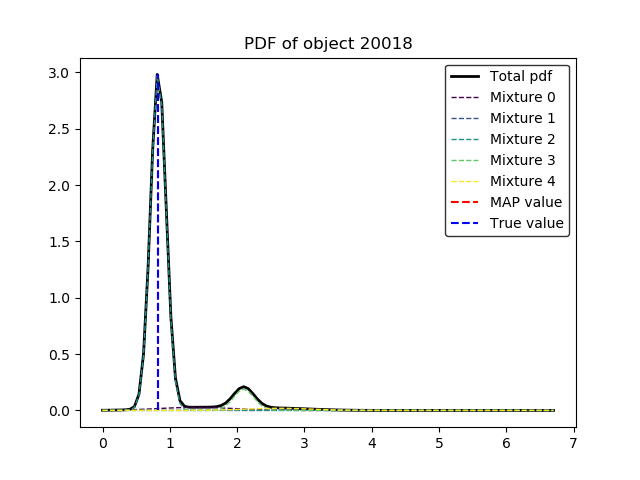 PDF of object 20018
3.0
2.5
2.0
1.5
1.0
0.5
0.0
0 1 2 3 4 5 6 7
Total pdf
Mixture 0
Mixture 1
Mixture 2
Mixture 3
Mixture 4
MAP value
True value